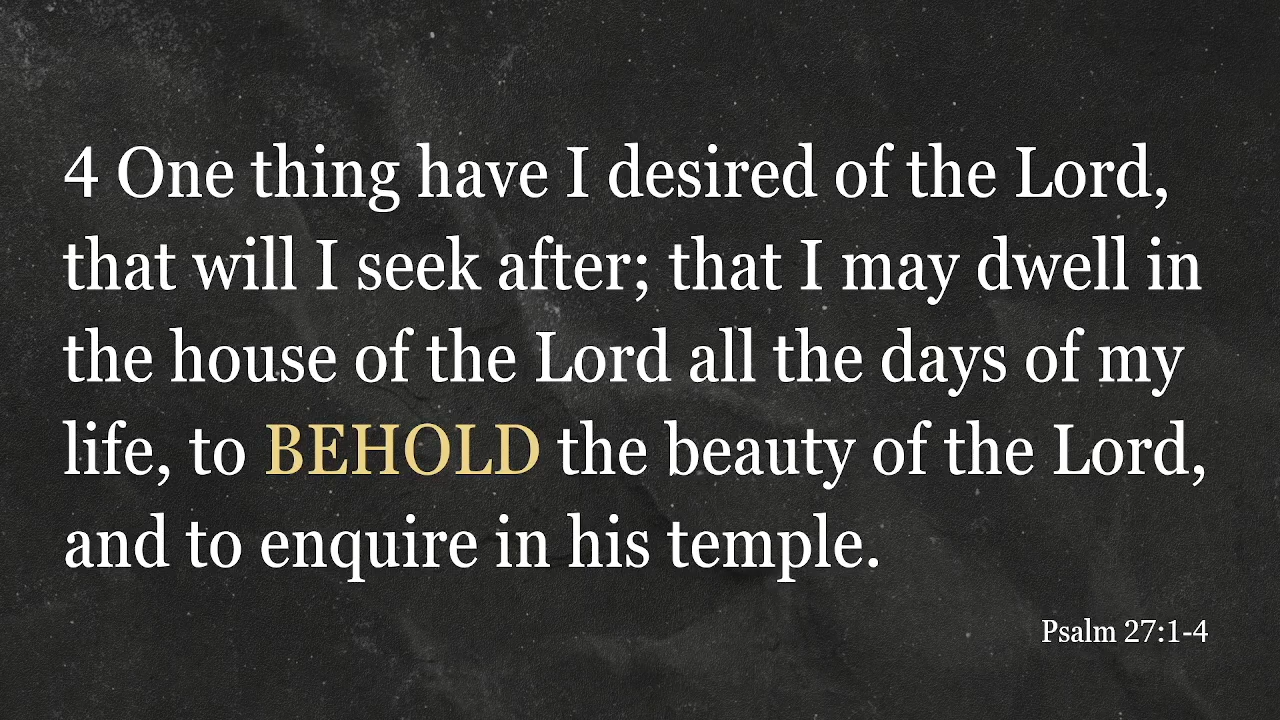 4 One thing have I desired of the Lord,
that will I seek after; that I may dwell in
the house of the Lord all the days of my
life, to BEHOLD the beauty of the Lord,
and to enquire in his temple.
Psalm 27:1-4